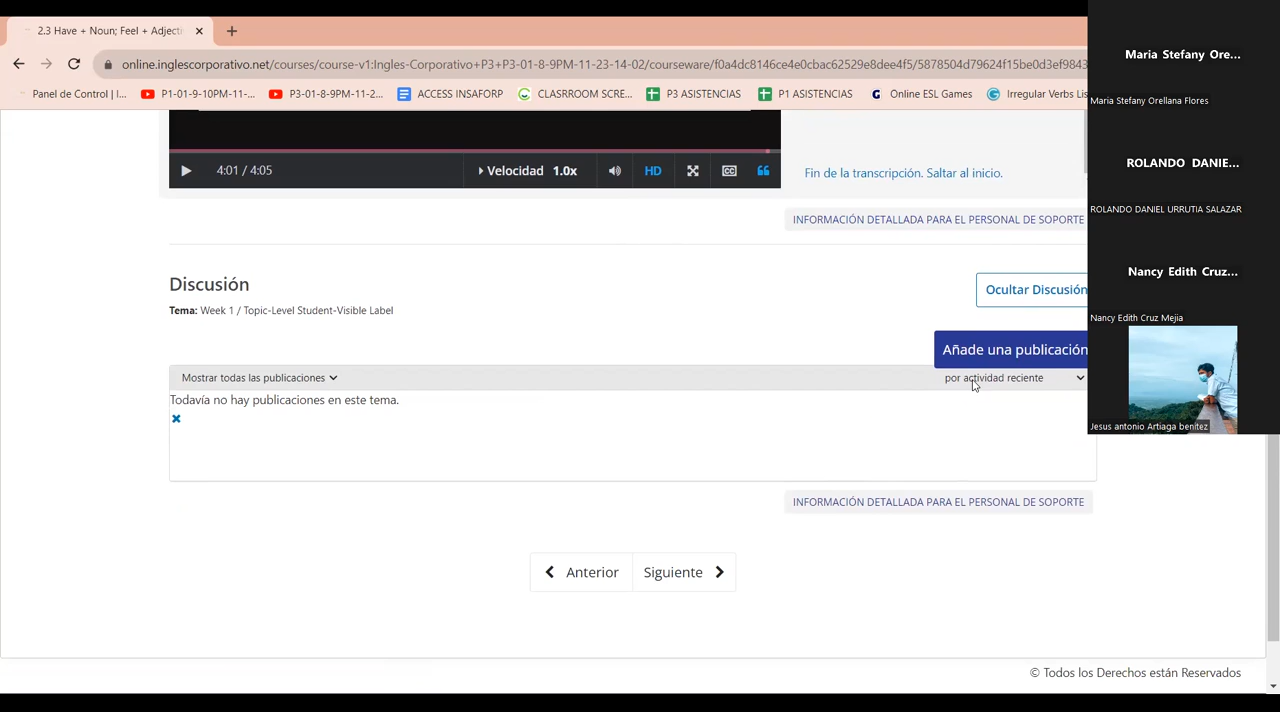 2.3 Have + Noun; Feel + Adjecti
online.inglescorporativo.net/courses/course-v1:Ingles-Corporativo+P3+P3-01-8-9PM-11-23-14-02/courseware/f0a4dc8146ce4e0cbac62529e8dee4f5/5878504d79624f15be0d3ef9843
Panel de Control | I...
P1-01-9-10PM-11-...
P3-01-8-9PM-11-2...
ACCESS INSAFORP
CLASRROOM SCRE...
P3 ASISTENCIAS
P1 ASISTENCIAS
Online ESL Games
Irregular Verbs Lis
4:01 / 4:05
Velocidad 1.0x
HD
Fin de la transcripción. Saltar al inicio.
INFORMACIÓN DETALLADA PARA EL PERSONAL DE SOPORTE
Discusión
Ocultar Discusión
Tema: Week 1 / Topic-Level Student-Visible Label
Añade una publicación
Mostrar todas las publicaciones
por actividad reciente
Todavía no hay publicaciones en este tema.
INFORMACIÓN DETALLADA PARA EL PERSONAL DE SOPORTE
Anterior
Siguiente
© Todos los Derechos están Reservados
Maria Stefany Ore...
Maria Stefany Orellana Flores
ROLANDO DANIE...
ROLANDO DANIEL URRUTIA SALAZAR
Nancy Edith Cruz...
Nancy Edith Cruz Mejia
Jesus antonio Artiaga benitez